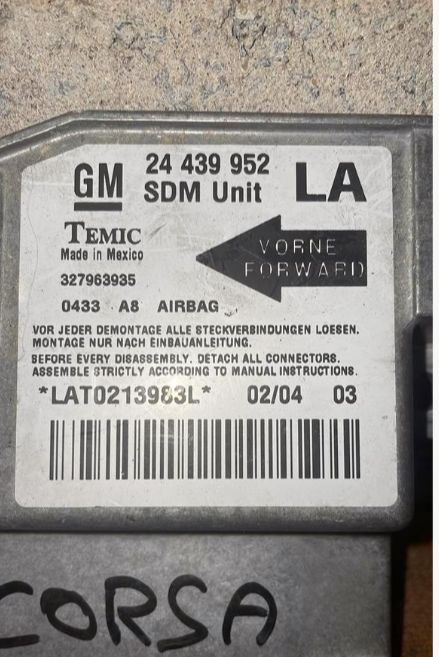 GM 24 439 952 LA
SDM Unit
TEMIC
Made in Mexico
VORNE
FORWARD
327963935
0433 A8 AIRBAG
VOR JEDER DEMONTAGE ALLE STECKVERBINDUNGEN LOESEN.
MONTAGE NUR NACH EINBAUANLEITUNG.
BEFORE EVERY DISASSEMBLY. DETACH ALL CONNECTORS.
ASSEMBLE STRICTLY ACCORDING TO MANUAL INSTRUCTIONS.
*LAT0213983L* 02/04 03
CORSA